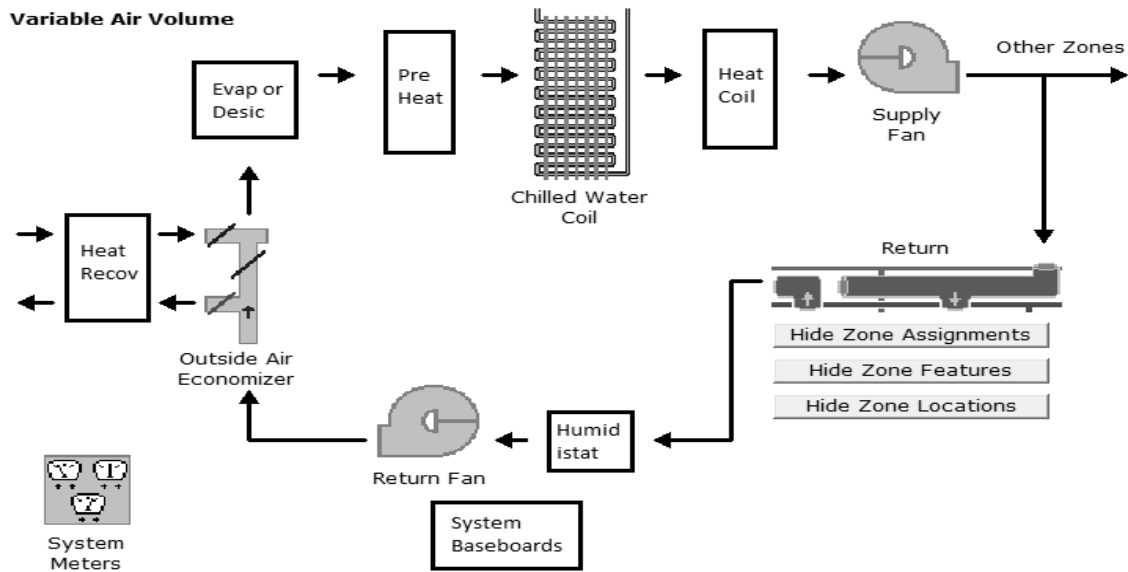 Variable Air Volume
Other Zones
Evap or
Desic
Pre
Heat
Heat
Coil
Supply
Fan
Chilled Water
Coil
Heat
Recov
Return
Hide Zone Assignments
Hide Zone Features
Hide Zone Locations
Outside Air
Economizer
Humid
istat
Return Fan
System
Baseboards
System
Meters